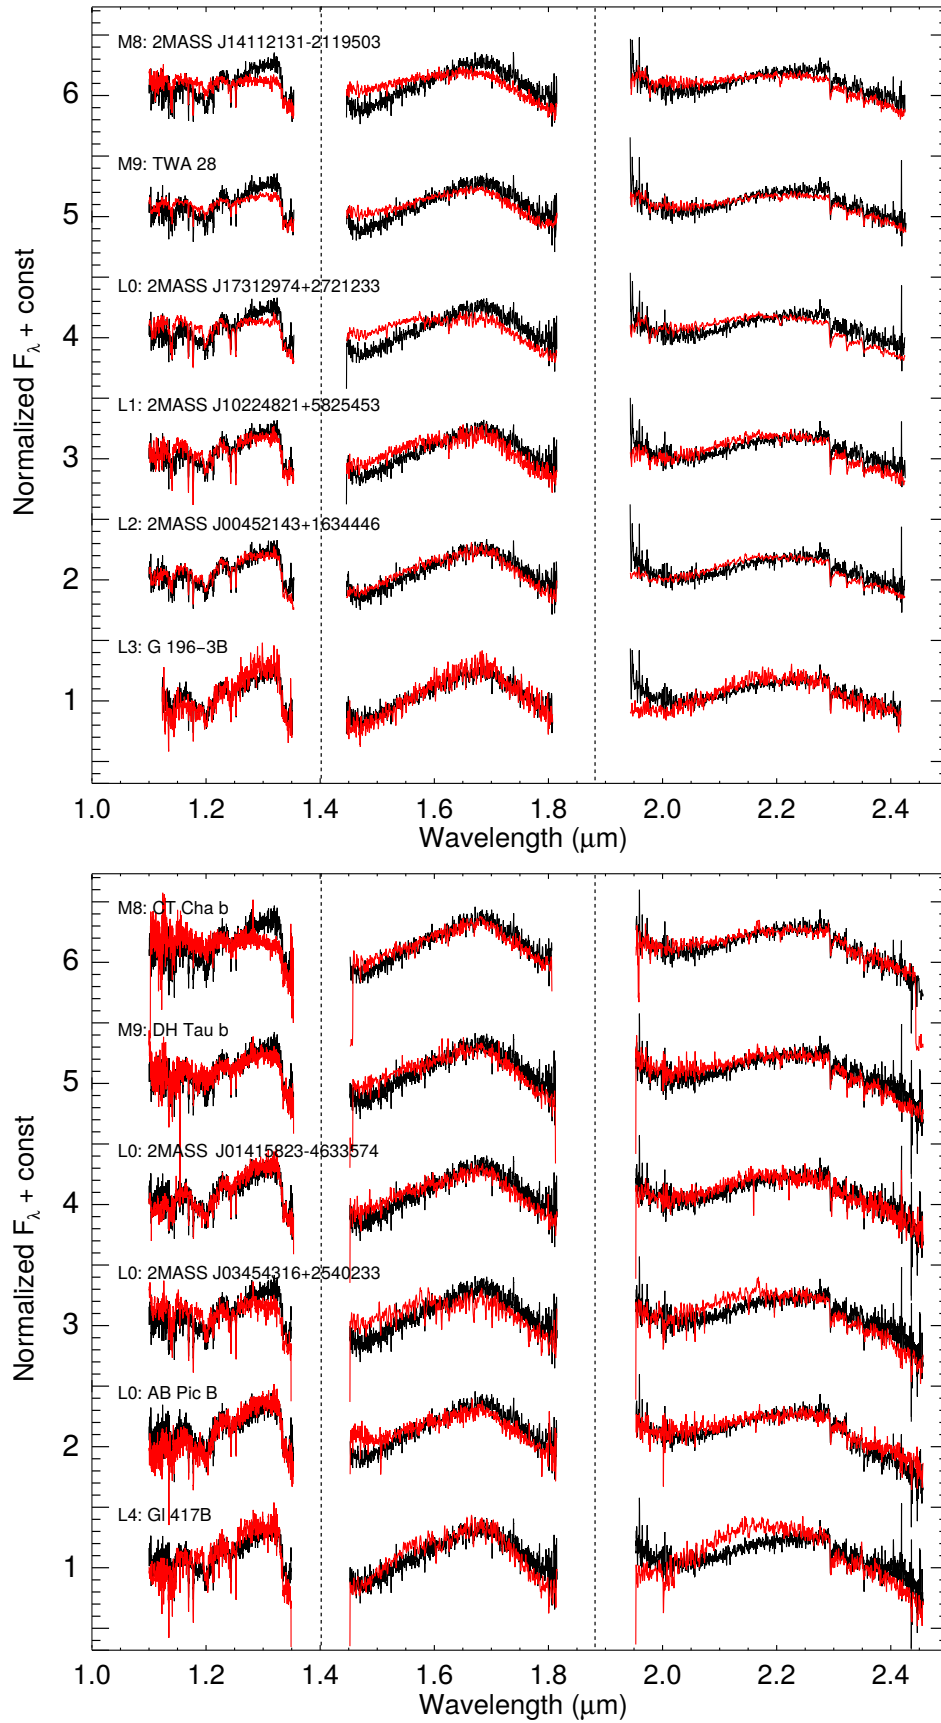 M8: 2MASS J14112131-2119503
6
M9: TWA 28
5
L0: 2MASS J17312974+2721233
4
L1: 2MASS J10224821+5825453
3
L2: 2MASS J00452143+1634446
2
L3: G 196−3B
1
Normalized Fλ + const
1.0 1.2 1.4 1.6 1.8 2.0 2.2 2.4
Wavelength (μm)
M8: CT Cha b
6
M9: DH Tau b
5
L0: 2MASS J01415823-4633574
4
L0: 2MASS J03454316+2540233
3
L0: AB Pic B
2
L4: Gl 417B
1
Normalized Fλ + const
1.0 1.2 1.4 1.6 1.8 2.0 2.2 2.4
Wavelength (μm)